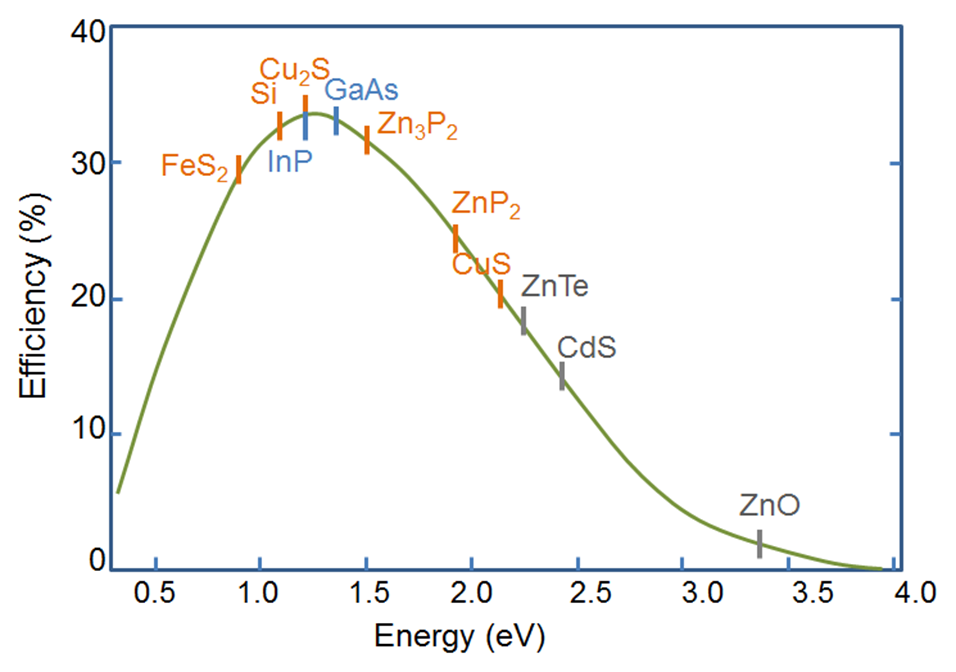 40
30
20
10
0
Efficiency (%)
Cu₂S
Si
GaAs
Zn₃P₂
FeS₂
InP
ZnP₂
CuS
ZnTe
CdS
ZnO
0.5 1.0 1.5 2.0 2.5 3.0 3.5 4.0
Energy (eV)